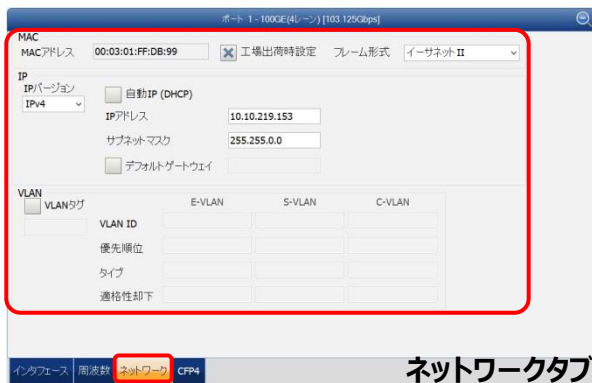 ポート 1 - 100GE(4レーン) [103.125Gbps]
MAC
MACアドレス 00:03:01:FF:DB:99 工場出荷時設定 フレーム形式 イーサネット II
IP
IPバージョン
IPv4
自動IP (DHCP)
IPアドレス 10.10.219.153
サブネットマスク 255.255.0.0
デフォルトゲートウェイ
VLAN
VLANタグ E-VLAN S-VLAN C-VLAN
VLAN ID
優先順位
タイプ
適格性却下
インタフェース 周波数 ネットワーク CFP4
ネットワークタブ